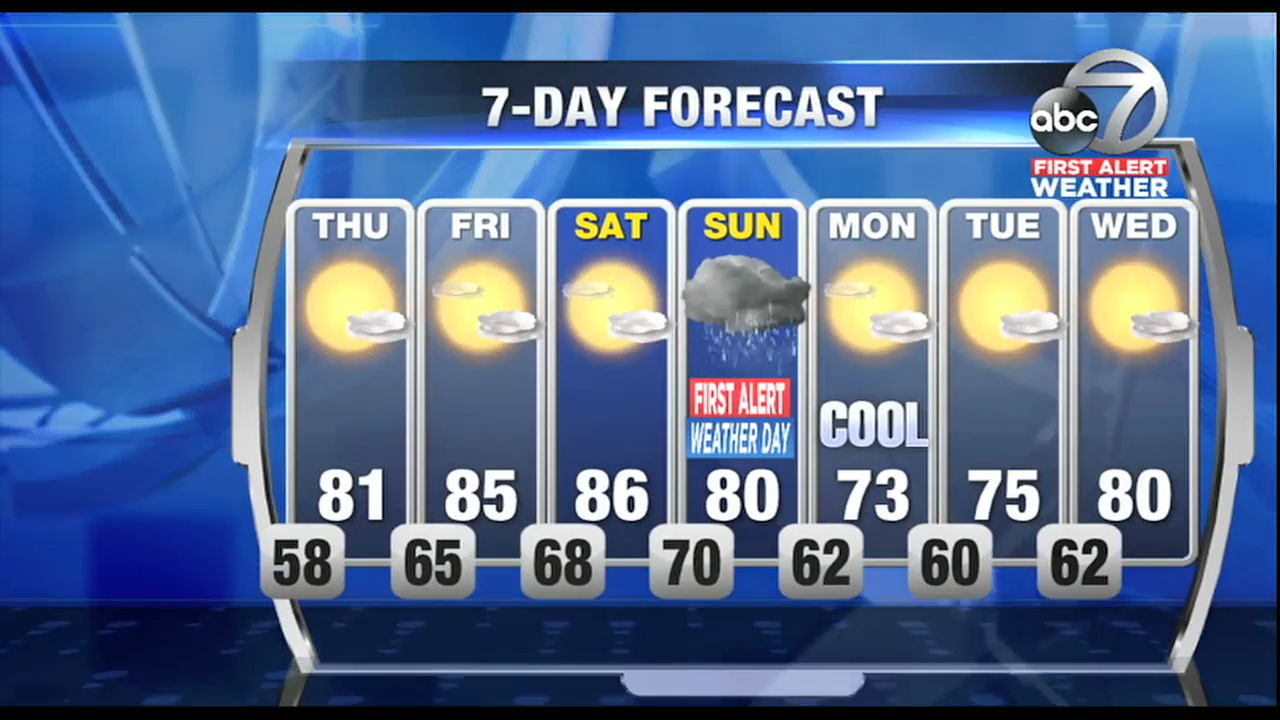 7-DAY FORECAST
abc 7
FIRST ALERT
WEATHER
THU FRI SAT SUN MON TUE WED
FIRST ALERT
WEATHER DAY
COOL
81 85 86 80 73 75 80
58 65 68 70 62 60 62